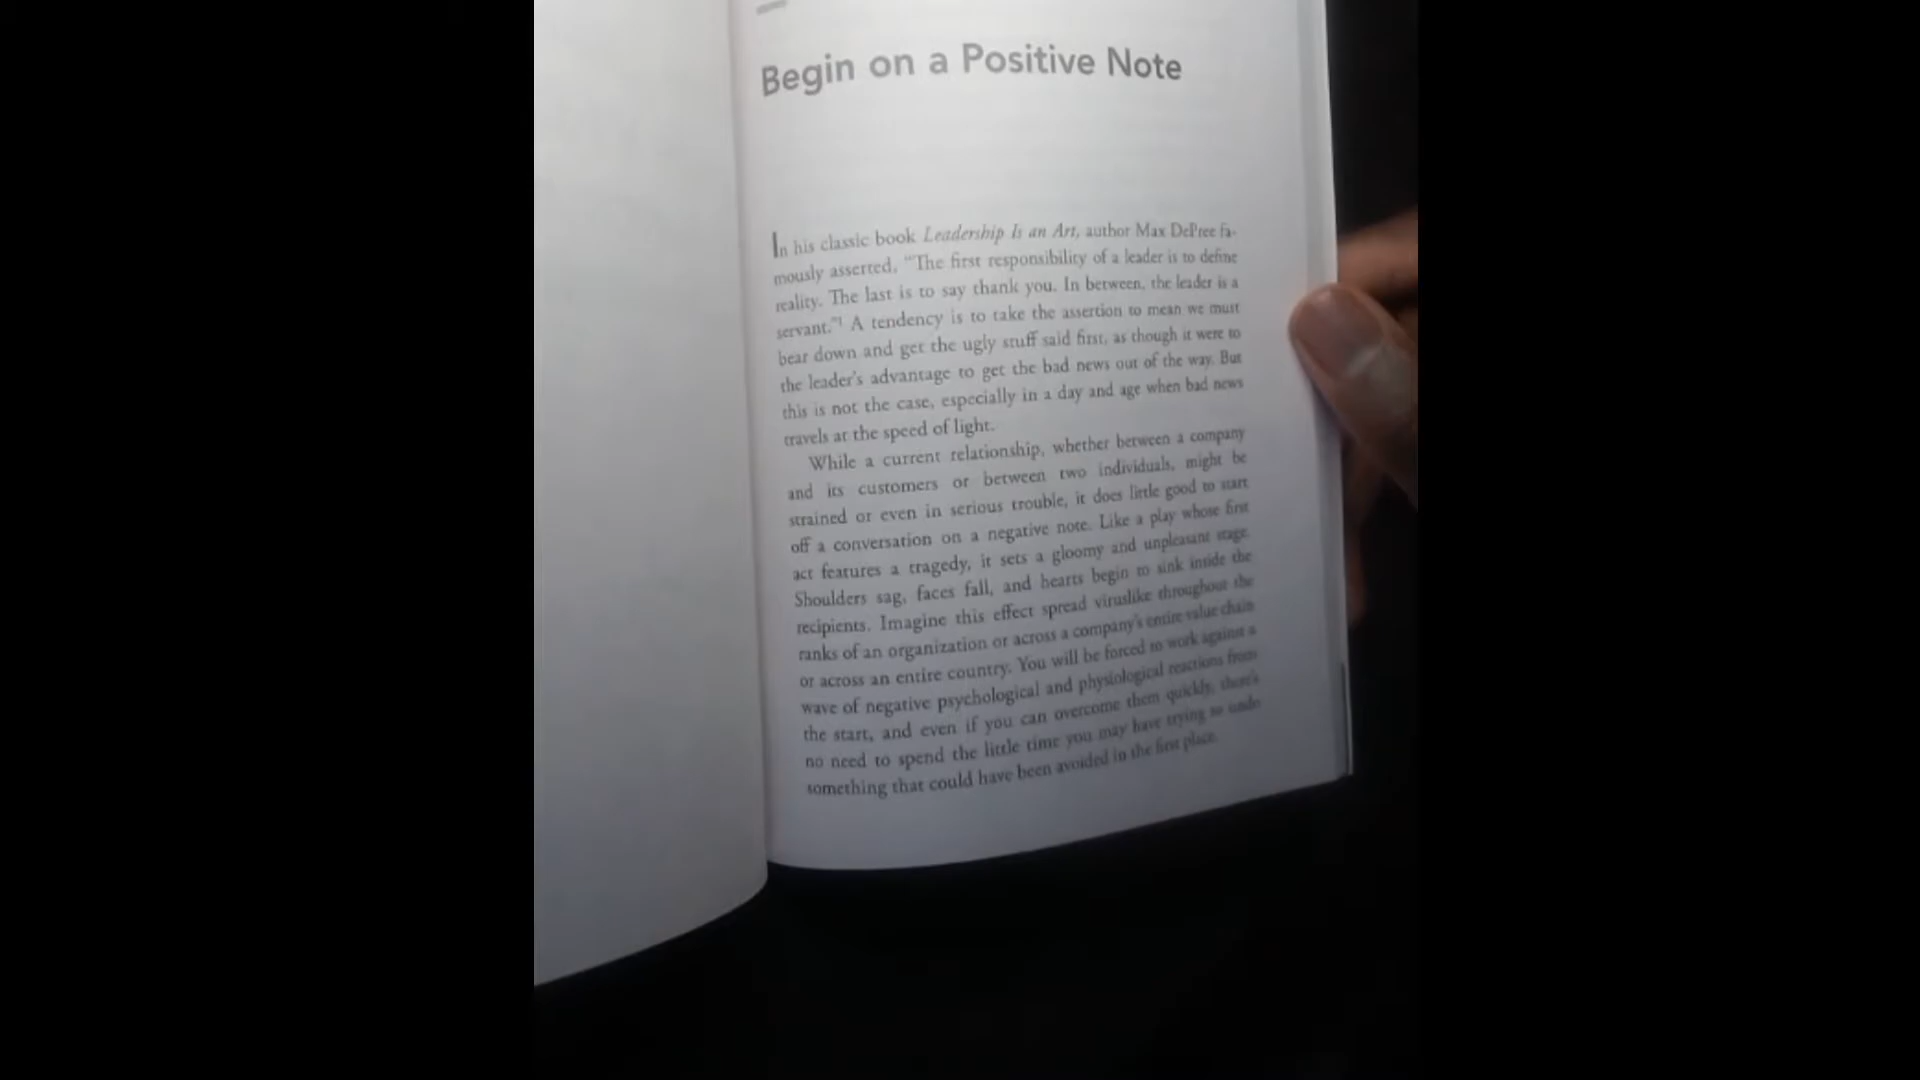 Begin on a Positive Note
In his classic book Leadership Is an Art, author Max DePree fa-
mously asserted, "The first responsibility of a leader is to define
reality. The last is to say thank you. In between, the leader is a
servant."1 A tendency is to take the assertion to mean we must
bear down and get the ugly stuff said first, as though it were to
the leader's advantage to get the bad news out of the way. But
this is not the case, especially in a day and age when bad news
travels at the speed of light.
While a current relationship, whether between a company
and its customers or between two individuals, might be
strained or even in serious trouble, it does little good to start
off a conversation on a negative note. Like a play whose first
act features a tragedy, it sets a gloomy and unpleasant stage.
Shoulders sag, faces fall, and hearts begin to sink inside the
recipients. Imagine this effect spread viruslike throughout the
ranks of an organization or across a company's entire value chain
or across an entire country. You will be forced to work against a
wave of negative psychological and physiological reactions from
the start, and even if you can overcome them quickly, there's
no need to spend the little time you may have trying to undo
something that could have been avoided in the first place.